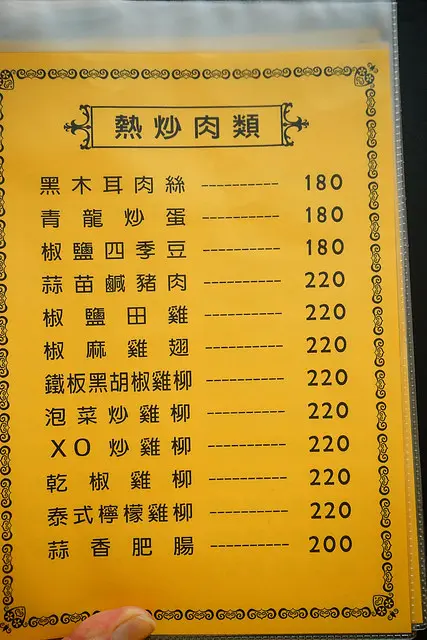 熱炒肉類
黑木耳肉絲 ---------- 180
青龍炒蛋 ---------- 180
椒鹽四季豆 ---------- 180
蒜苗鹹豬肉 ---------- 220
椒鹽田雞 ---------- 220
椒麻雞翅 ---------- 220
鐵板黑胡椒雞柳 ---------- 220
泡菜炒雞柳 ---------- 220
XO炒雞柳 ---------- 220
乾椒雞柳 ---------- 220
泰式檸檬雞柳 ---------- 220
蒜香肥腸 ---------- 200